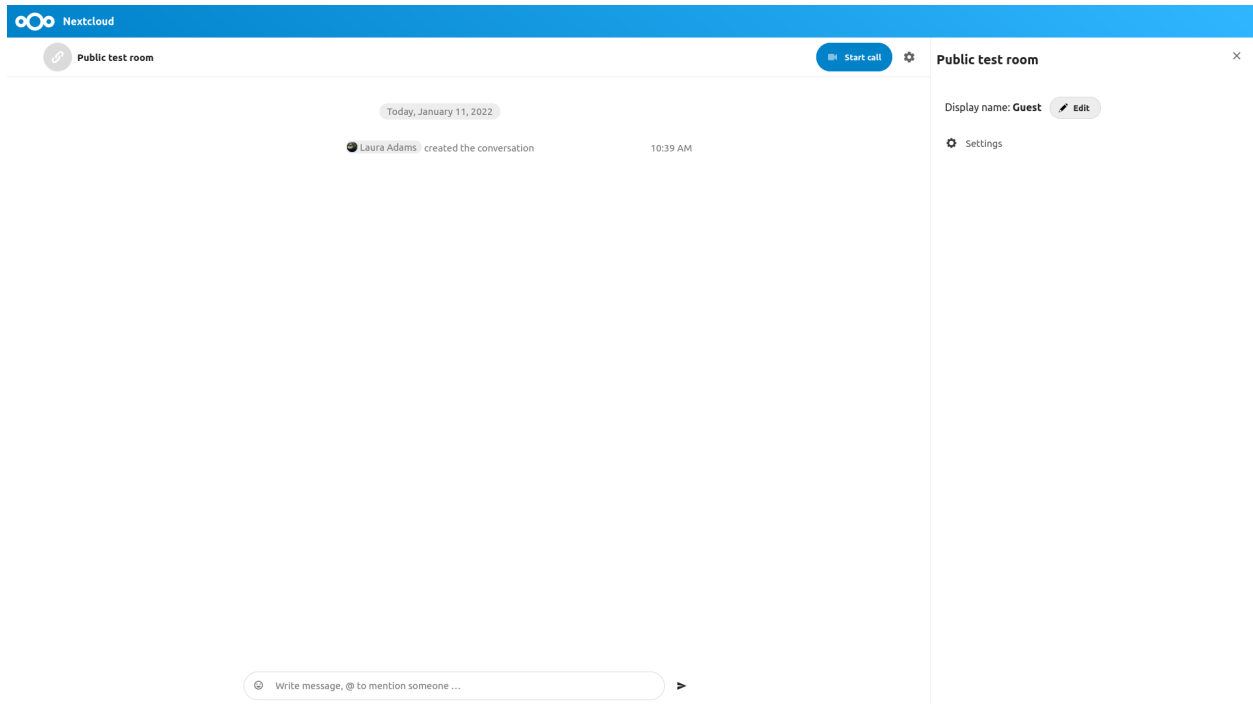 Nextcloud
Public test room
Start call
Today, January 11, 2022
Laura Adams created the conversation 10:39 AM
Write message, @ to mention someone …
Public test room
Display name: Guest Edit
Settings